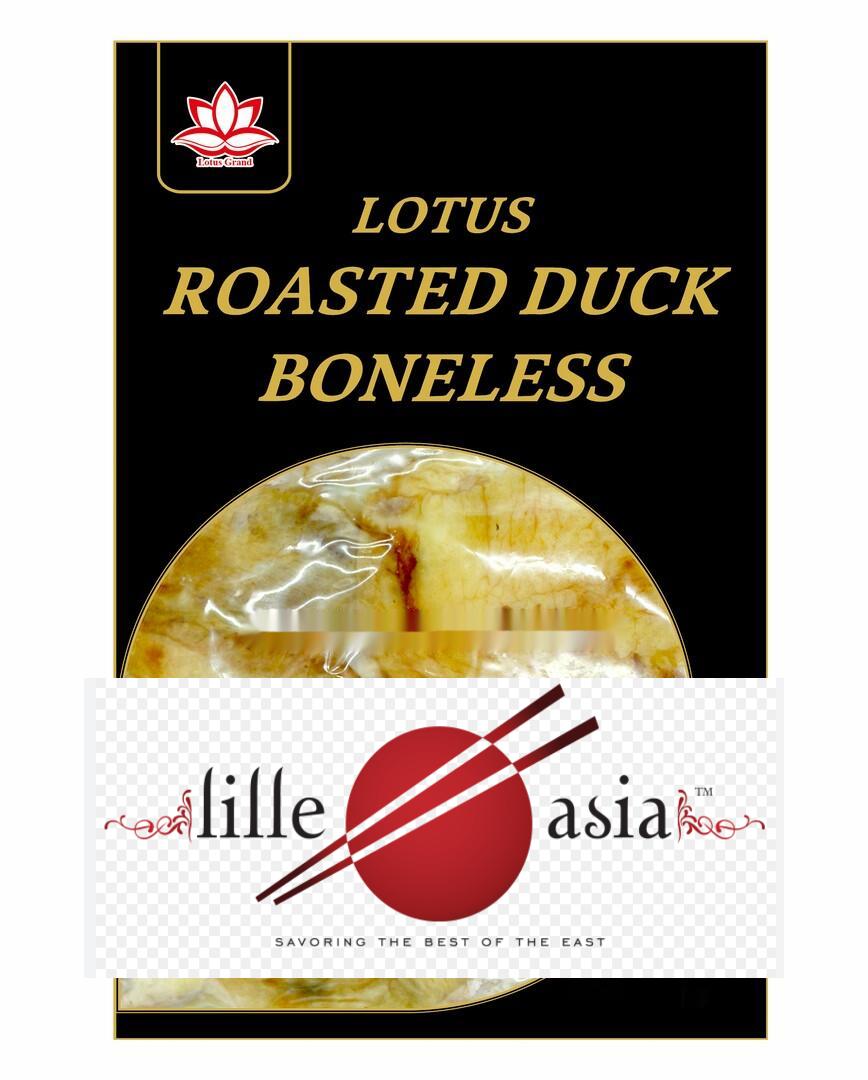 Lotus Grand
LOTUS
ROASTED DUCK
BONELESS
lille asia ™
SAVORING THE BEST OF THE EAST